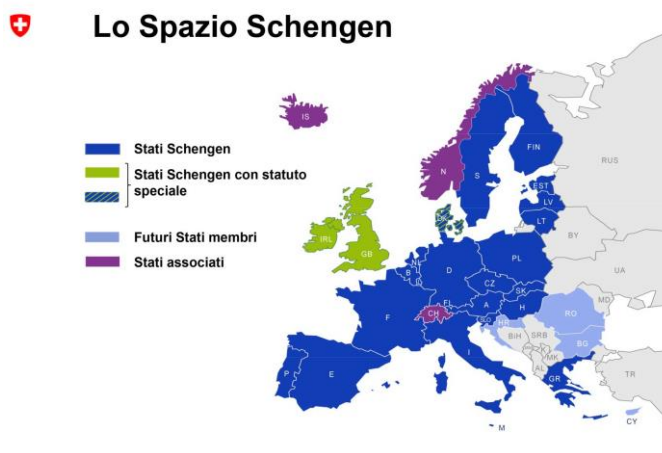 Lo Spazio Schengen
IS
Stati Schengen
Stati Schengen con statuto
speciale
Futuri Stati membri
Stati associati
N
S
FIN
RUS
EST
LV
LT
DK
IRL
GB
BY
NL
B
D
PL
UA
CZ
SK
FL
A
H
MD
F
CH
SLO
HR
RO
BiH
SRB
BG
P
E
I
MK
AL
GR
TR
M
CY